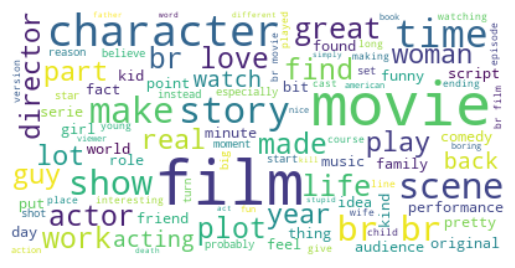 father word different played book watching
character great time
director reason believe br love found long simply making woman episode
version part kid watch point instead especially br movie set script br film
star fact find bit funny cast american ending
serie make story movie
girl young world real minute made play comedy boring
lot viewer role moment nice big start music course family back
guy show film life kill line scene
put interesting turn idea kind performance
place shot actor friend year act fun stupid wife br br pretty
day work acting plot thing child
action death probably feel give audience original